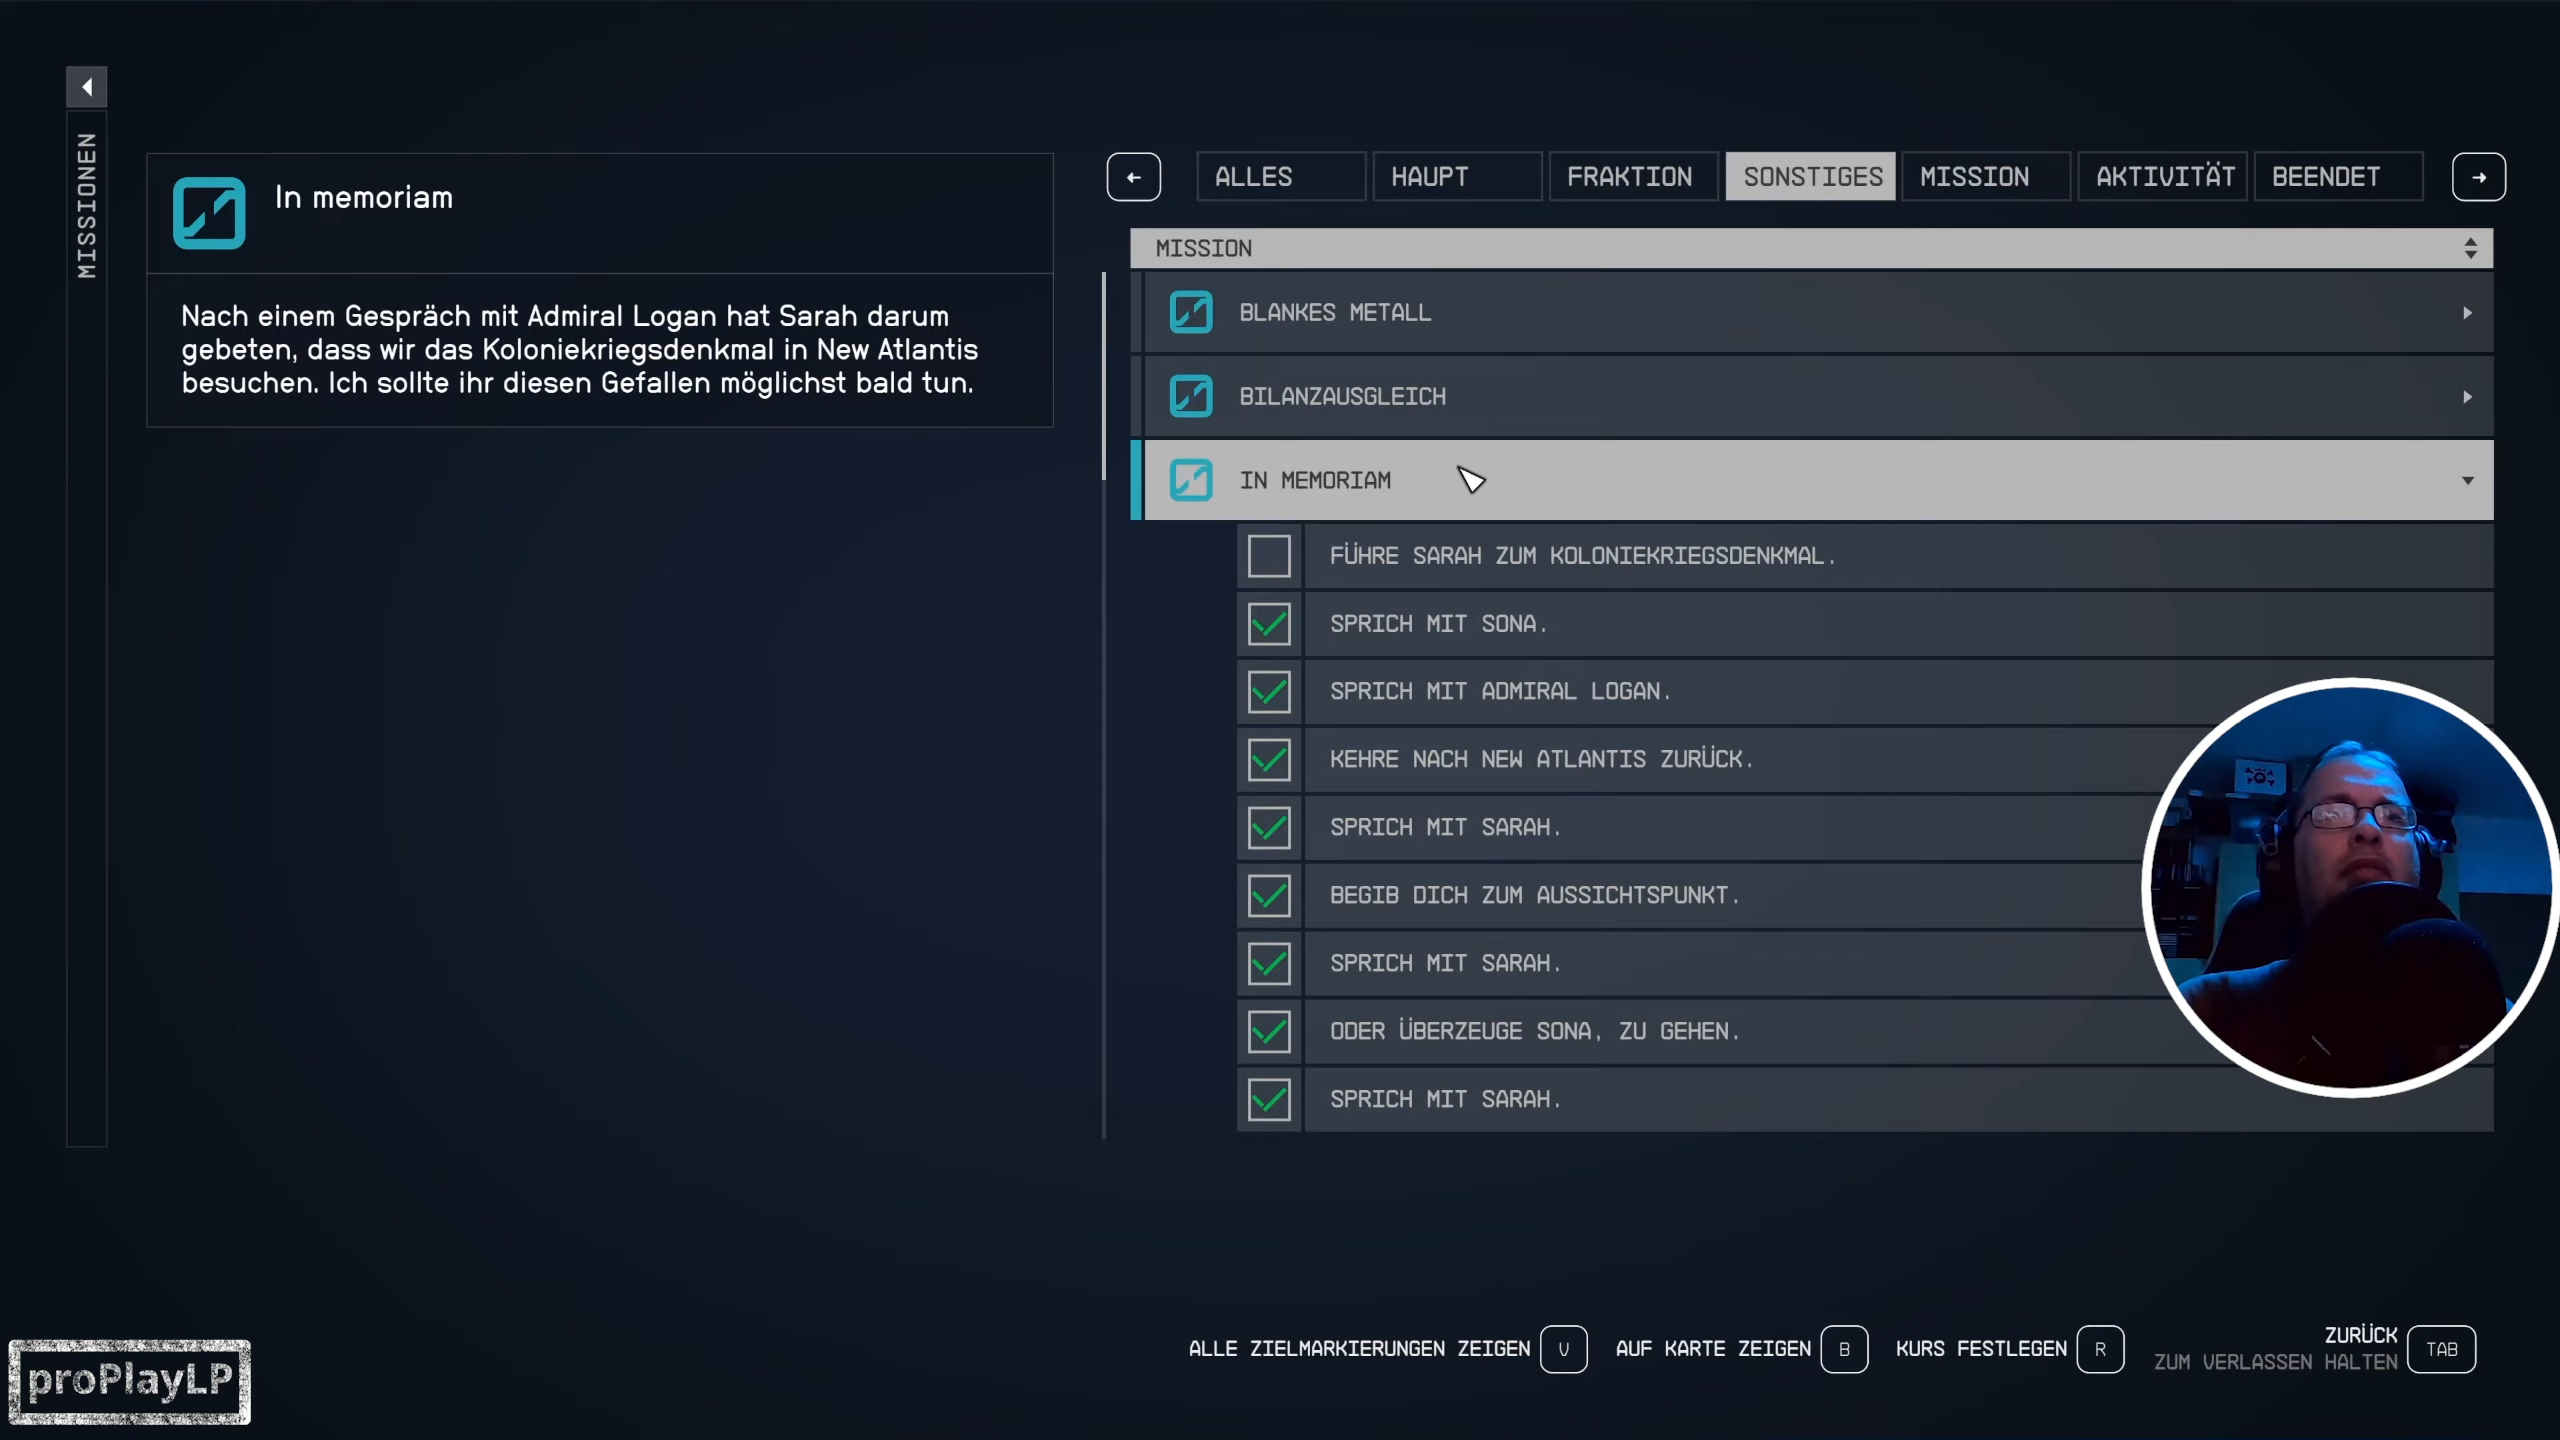 MISSIONEN
In memoriam
Nach einem Gespräch mit Admiral Logan hat Sarah darum
gebeten, dass wir das Koloniekriegsdenkmal in New Atlantis
besuchen. Ich sollte ihr diesen Gefallen möglichst bald tun.
ALLES HAUPT FRAKTION SONSTIGES MISSION AKTIVITÄT BEENDET
MISSION
BLANKES METALL
BILANZAUSGLEICH
IN MEMORIAM
FÜHRE SARAH ZUM KOLONIEKRIEGSDENKMAL.
SPRICH MIT SONA.
SPRICH MIT ADMIRAL LOGAN.
KEHRE NACH NEW ATLANTIS ZURÜCK.
SPRICH MIT SARAH.
BEGIB DICH ZUM AUSSICHTSPUNKT.
SPRICH MIT SARAH.
ODER ÜBERZEUGE SONA, ZU GEHEN.
SPRICH MIT SARAH.
ALLE ZIELMARKIERUNGEN ZEIGEN V AUF KARTE ZEIGEN B KURS FESTLEGEN R ZURÜCK TAB
ZUM VERLASSEN HALTEN
proPlayLP